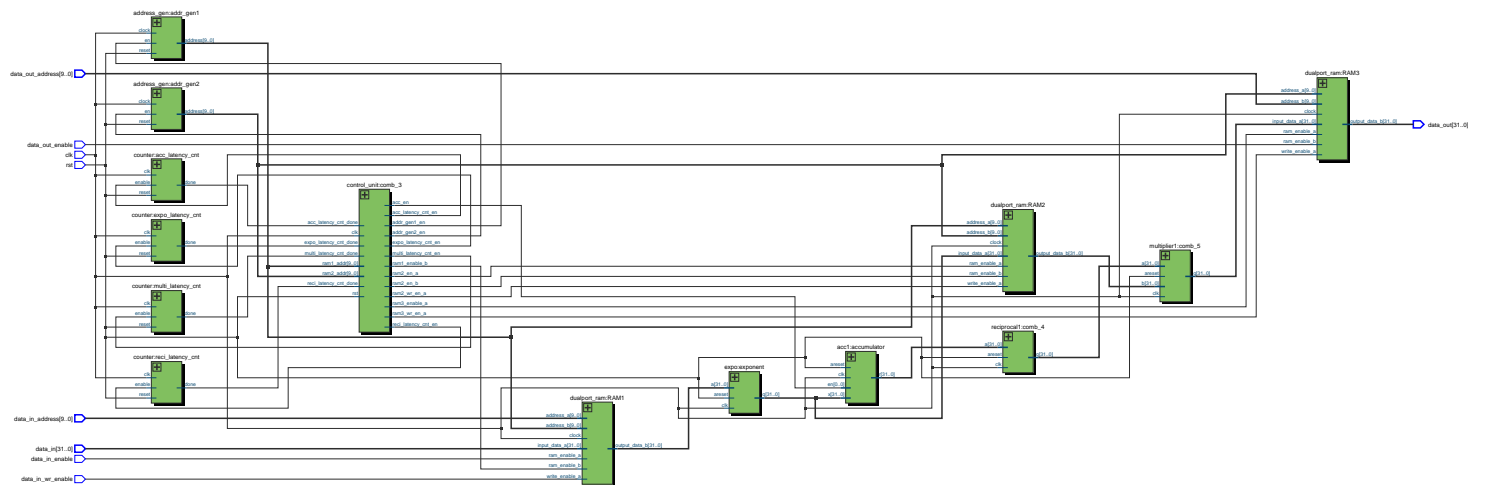 address_gen:addr_gen1
clock
en
reset
address[9..0]
data_out_address[9..0]
address_gen:addr_gen2
clock
en
reset
address[9..0]
data_out_enable
clk
rst
counter:acc_latency_cnt
clk
enable
reset
done
counter:expo_latency_cnt
clk
enable
reset
done
counter:multi_latency_cnt
clk
enable
reset
done
counter:reci_latency_cnt
clk
enable
reset
done
data_in_address[9..0]
data_in[31..0]
data_in_enable
data_in_wr_enable
control_unit:comb_3
acc_latency_cnt_done
clk
expo_latency_cnt_done
multi_latency_cnt_done
ram1_addr[9..0]
ram2_addr[9..0]
reci_latency_cnt_done
rst
acc_en
acc_latency_cnt_en
addr_gen1_en
addr_gen2_en
expo_latency_cnt_en
multi_latency_cnt_en
ram1_enable_b
ram2_en_a
ram2_en_b
ram2_wr_en_a
ram3_enable_a
ram3_wr_en_a
reci_latency_cnt_en
dualport_ram:RAM1
address_a[9..0]
address_b[9..0]
clock
input_data_a[31..0]
ram_enable_a
ram_enable_b
write_enable_a
output_data_b[31..0]
expo:exponent
a[31..0]
areset
clk
q[31..0]
acc1:accumulator
areset
clk
en[0..0]
x[31..0]
r[31..0]
dualport_ram:RAM2
address_a[9..0]
address_b[9..0]
clock
input_data_a[31..0]
ram_enable_a
ram_enable_b
write_enable_a
output_data_b[31..0]
reciprocal1:comb_4
a[31..0]
areset
clk
q[31..0]
multiplier1:comb_5
a[31..0]
areset
b[31..0]
clk
q[31..0]
dualport_ram:RAM3
address_a[9..0]
address_b[9..0]
clock
input_data_a[31..0]
ram_enable_a
ram_enable_b
write_enable_a
output_data_b[31..0]
data_out[31..0]